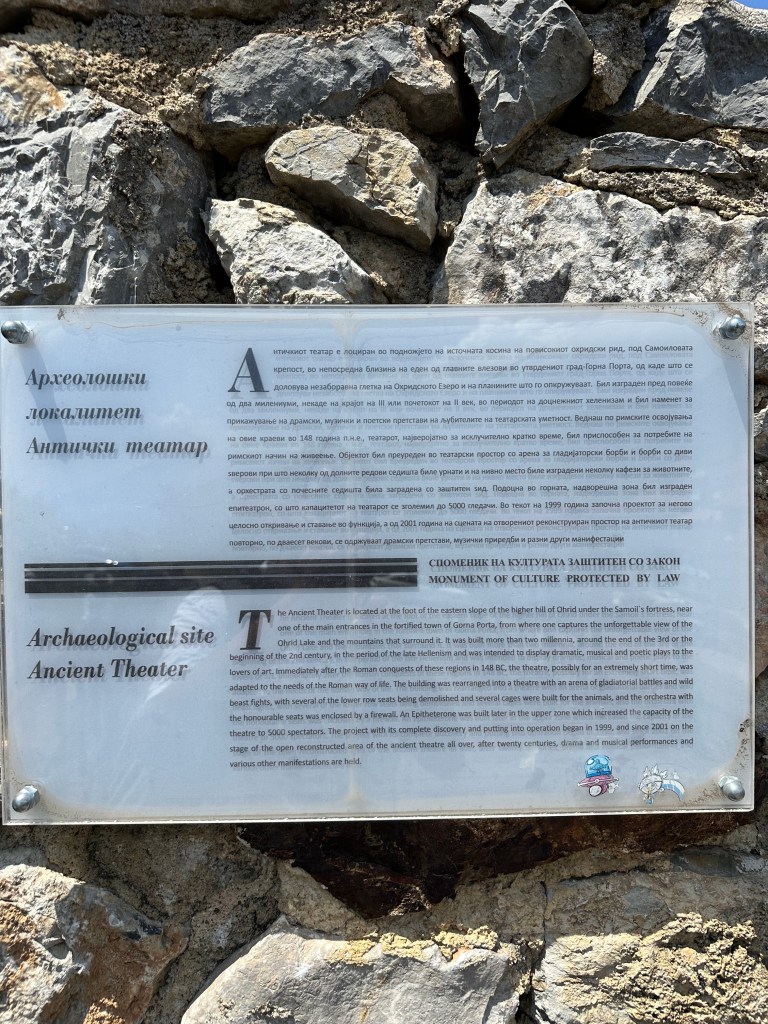 Археолошки
локалитет
Антички театар
Античкиот театар е лоциран во подножјето на источната косина на повисокиот охридски рид, под Самоиловата
крепост, во непосредна близина на еден од главните влезови во утврдениот град-Горна Порта, од каде што се
доловува незаборавна глетка на Охридското Езеро и на планините што го опкружуваат. Бил изграден пред повеќе
од два милениуми, некаде на крајот на III или почетокот на II век, во периодот на доцнежниот хеленизам и бил наменет за
прикажување на драмски, музички и поетски претстави на љубителите на театарската уметност. Веднаш по римските освојувања
на овие краеви во 148 година п.н.е., театарот, најверојатно за исклучително кратко време, бил приспособен за потребите на
римскиот начин на живеење. Објектот бил преуреден во театарски простор со арена за гладијаторски борби и борби со диви
ѕверови при што неколку од долните редови седишта биле урнати и на нивно место биле изградени неколку кафези за животните,
а оркестрата со почесните седишта била заградена со заштитен ѕид. Подоцна во горната, надворешна зона бил изграден
епитеатрон, со што капацитетот на театарот се зголемил до 5000 гледачи. Во текот на 1999 година започна проектот за негово
целосно откривање и ставање во функција, а од 2001 година на сцената на отворениот реконструиран простор на античкиот театар
повторно, по дваесет векови, се одржуваат драмски претстави, музички приредби и разни други манифестации
СПОМЕНИК НА КУЛТУРАТА ЗАШТИТЕН СО ЗАКОН
MONUMENT OF CULTURE PROTECTED BY LAW
Archaeological site
Ancient Theater
The Ancient Theater is located at the foot of the eastern slope of the higher hill of Ohrid under the Samoil`s fortress, near
one of the main entrances in the fortified town of Gorna Porta, from where one captures the unforgettable view of the
Ohrid Lake and the mountains that surround it. It was built more than two millennia, around the end of the 3rd or the
beginning of the 2nd century, in the period of the late Hellenism and was intended to display dramatic, musical and poetic plays to the
lovers of art. Immediately after the Roman conquests of these regions in 148 BC, the theatre, possibly for an extremely short time, was
adapted to the needs of the Roman way of life. The building was rearranged into a theatre with an arena of gladiatorial battles and wild
beast fights, with several of the lower row seats being demolished and several cages were built for the animals, and the orchestra with
the honourable seats was enclosed by a firewall. An Epitheterone was built later in the upper zone which increased the capacity of the
theatre to 5000 spectators. The project with its complete discovery and putting into operation began in 1999, and since 2001 on the
stage of the open reconstructed area of the ancient theatre all over, after twenty centuries, drama and musical performances and
various other manifestations are held.